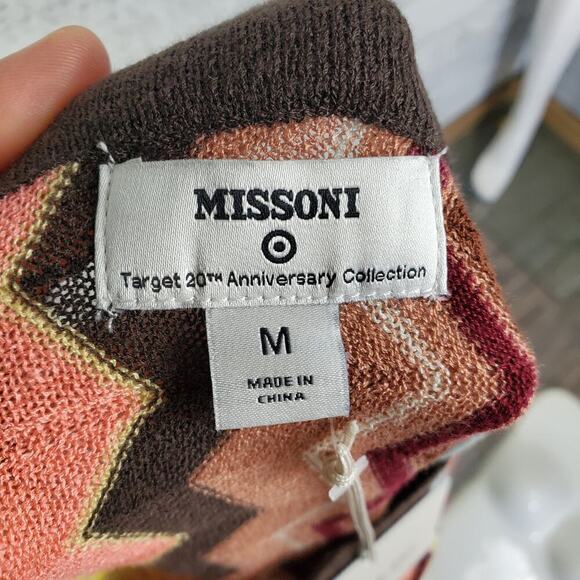 MISSONI
Target 20TH Anniversary Collection
M
MADE IN
CHINA